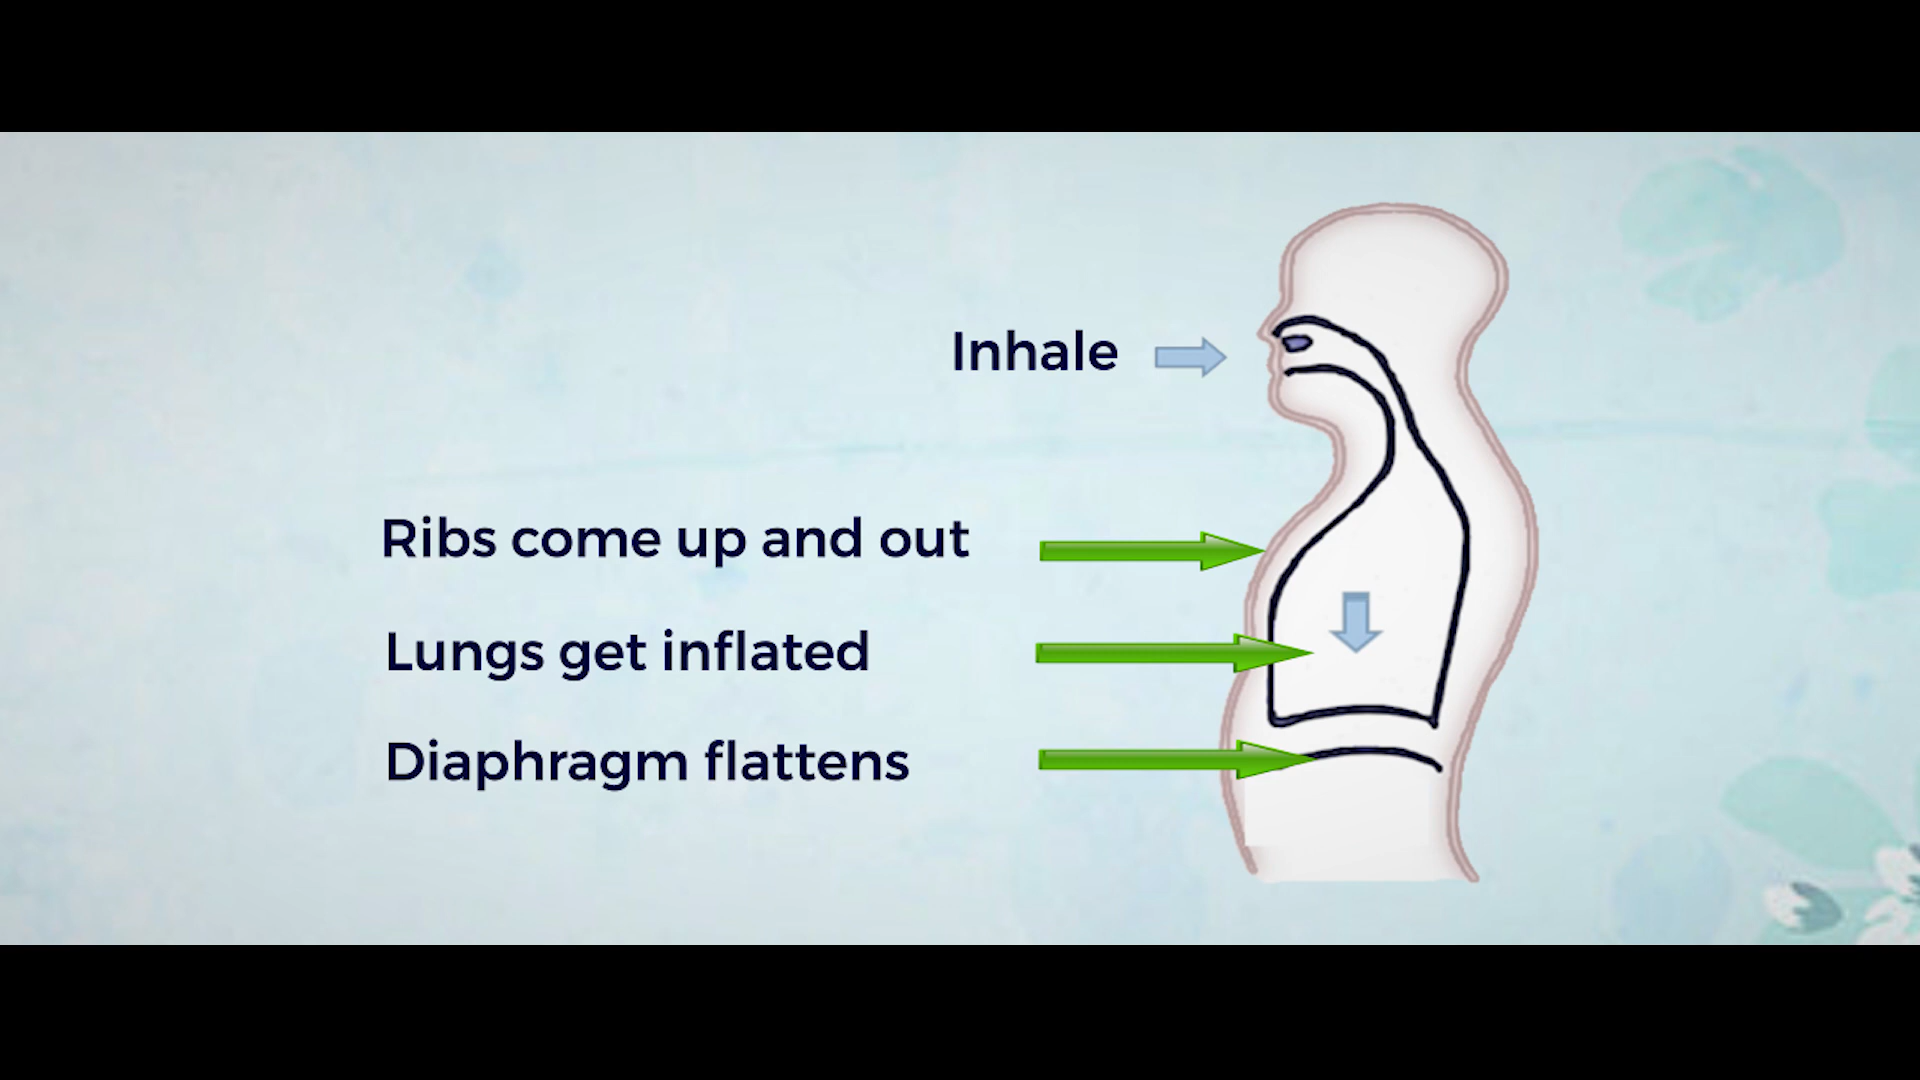 Inhale
Ribs come up and out
Lungs get inflated
Diaphragm flattens